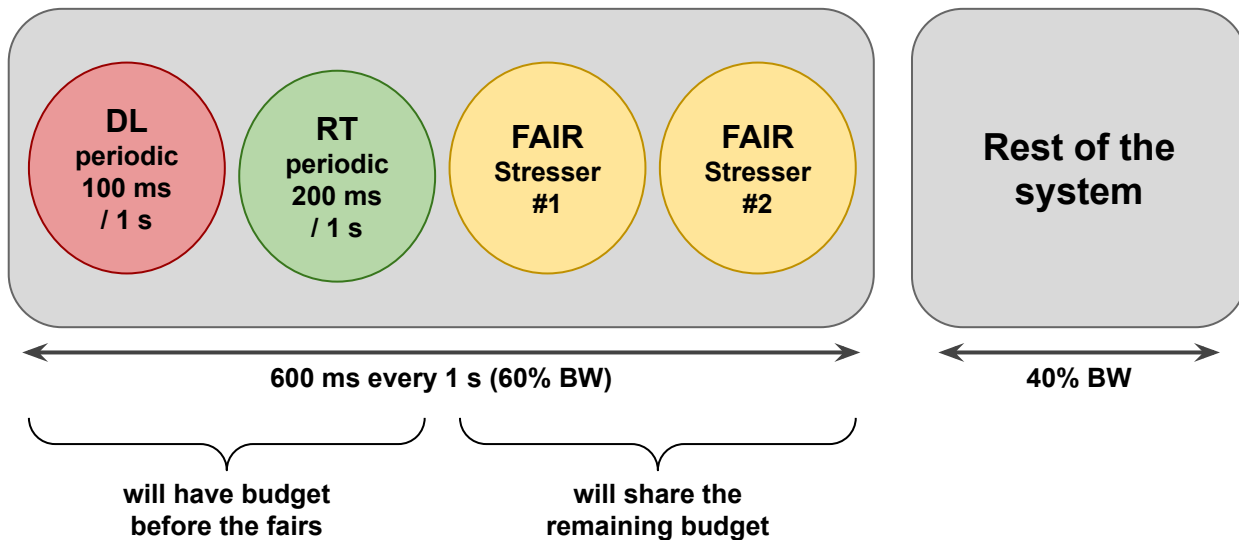 DL
periodic
100 ms
/ 1 s
RT
periodic
200 ms
/ 1 s
FAIR
Stresser
#1
FAIR
Stresser
#2
Rest of the
system
600 ms every 1 s (60% BW)
40% BW
will have budget
before the fairs
will share the
remaining budget